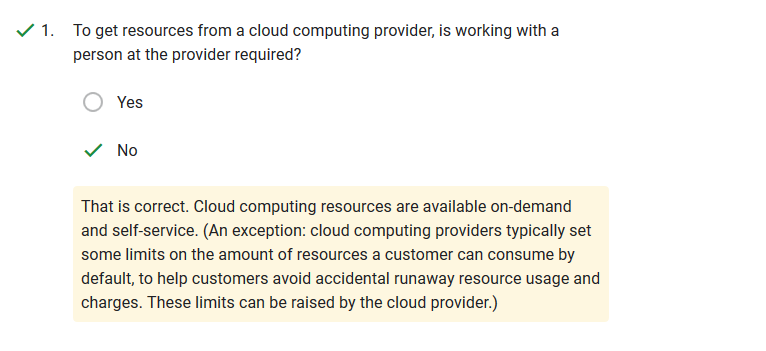 1. To get resources from a cloud computing provider, is working with a
person at the provider required?
Yes
No
That is correct. Cloud computing resources are available on-demand
and self-service. (An exception: cloud computing providers typically set
some limits on the amount of resources a customer can consume by
default, to help customers avoid accidental runaway resource usage and
charges. These limits can be raised by the cloud provider.)